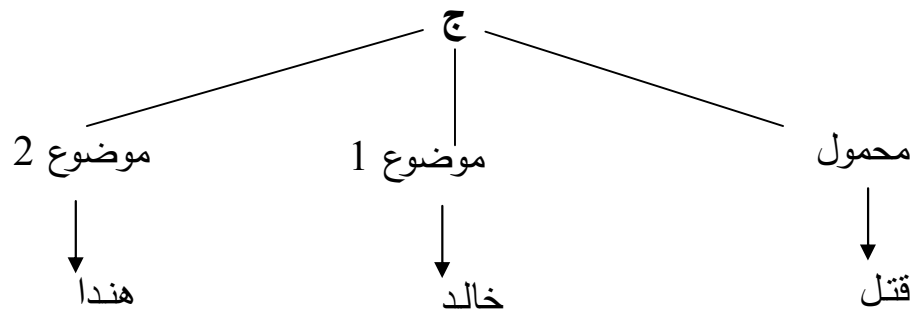 ج
محمول موضوع 1 موضوع 2
قتل خالد هندا